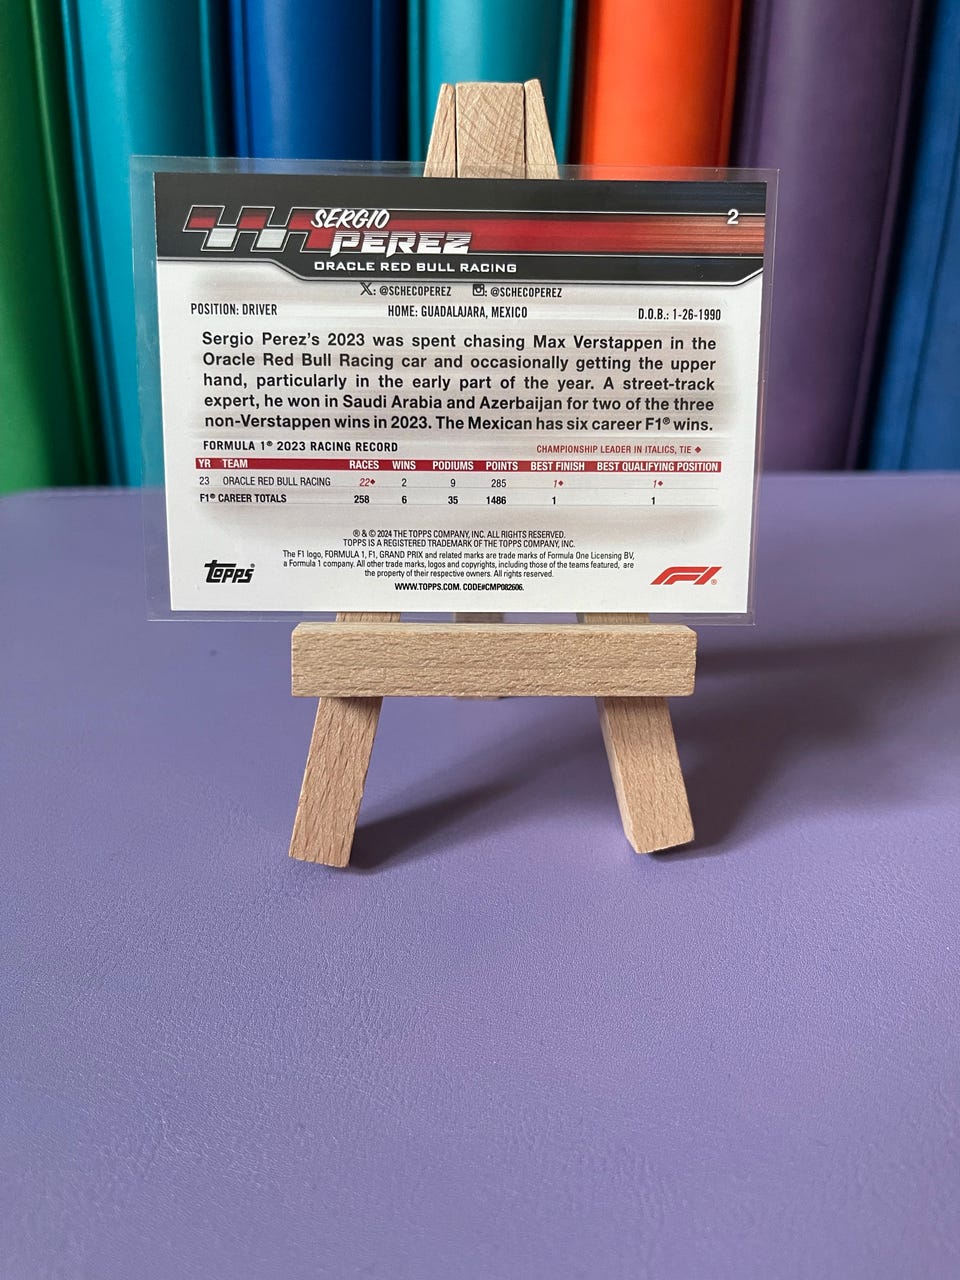 2
SERGIO
PEREZ
ORACLE RED BULL RACING
X: @SCHECOPEREZ : @SCHECOPEREZ
POSITION: DRIVER HOME: GUADALAJARA, MEXICO D.O.B.: 1-26-1990
Sergio Perez's 2023 was spent chasing Max Verstappen in the
Oracle Red Bull Racing car and occasionally getting the upper
hand, particularly in the early part of the year. A street-track
expert, he won in Saudi Arabia and Azerbaijan for two of the three
non-Verstappen wins in 2023. The Mexican has six career F1® wins.
FORMULA 1® 2023 RACING RECORD CHAMPIONSHIP LEADER IN ITALICS, TIE ◆
YR TEAM RACES WINS PODIUMS POINTS BEST FINISH BEST QUALIFYING POSITION
23 ORACLE RED BULL RACING 22◆ 2 9 285 1◆ 1◆
F1® CAREER TOTALS 258 6 35 1486 1 1
® & © 2024 THE TOPPS COMPANY, INC. ALL RIGHTS RESERVED.
TOPPS IS A REGISTERED TRADEMARK OF THE TOPPS COMPANY, INC.
The F1 logo, FORMULA 1, F1, GRAND PRIX and related marks are trade marks of Formula One Licensing BV,
a Formula 1 company. All other trade marks, logos and copyrights, including those of the teams featured, are
the property of their respective owners. All rights reserved.
WWW.TOPPS.COM. CODE#CMP082606.
Topps® F1®